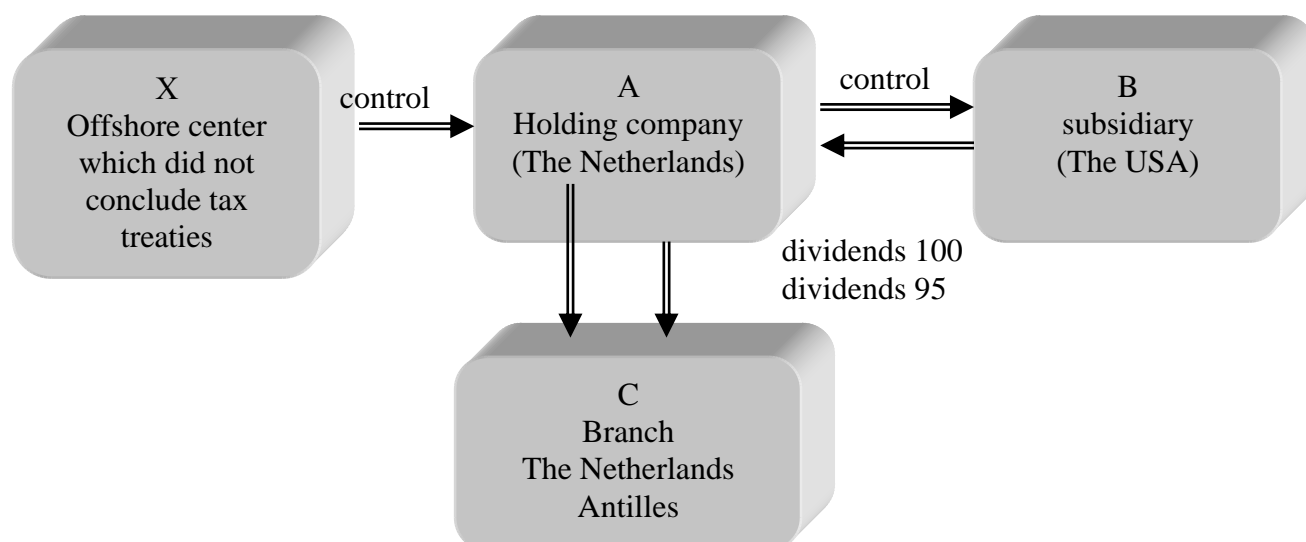 X
Offshore center
which did not
conclude tax
treaties
control
A
Holding company
(The Netherlands)
control
B
subsidiary
(The USA)
dividends 100
dividends 95
C
Branch
The Netherlands
Antilles